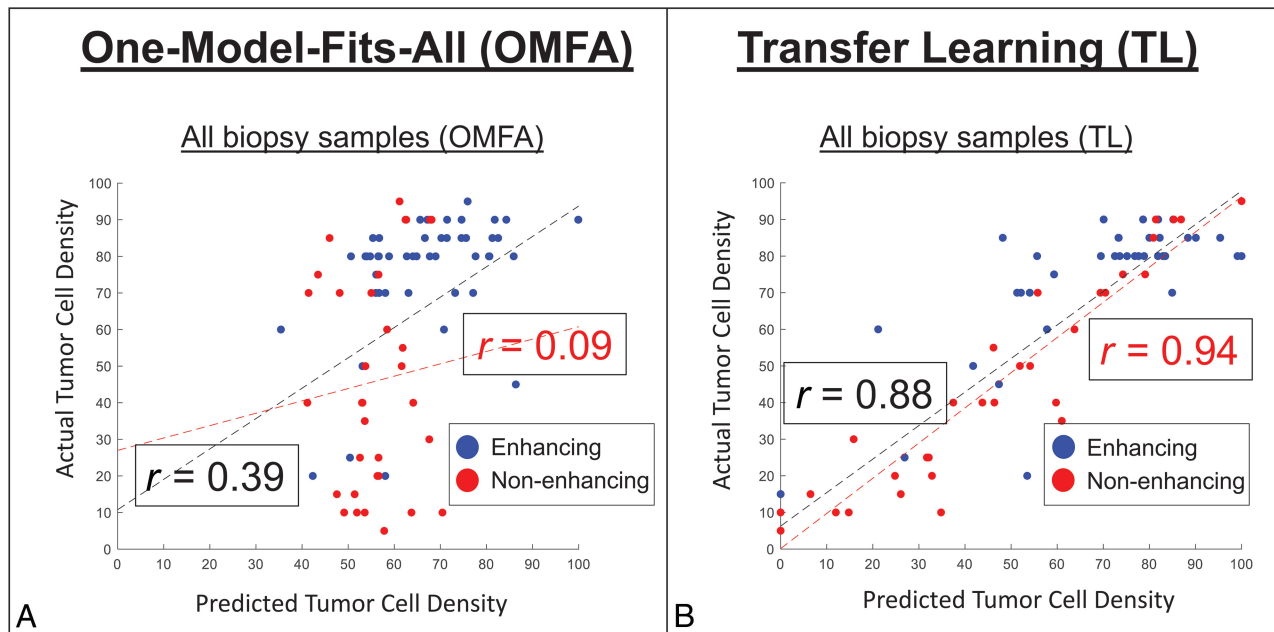 One-Model-Fits-All (OMFA)
All biopsy samples (OMFA)
Actual Tumor Cell Density
100
90
80
70
60
50
40
30
20
10
0
r = 0.09
r = 0.39
Enhancing
Non-enhancing
0 10 20 30 40 50 60 70 80 90 100
Predicted Tumor Cell Density
A
Transfer Learning (TL)
All biopsy samples (TL)
Actual Tumor Cell Density
100
90
80
70
60
50
40
30
20
10
0
r = 0.94
r = 0.88
Enhancing
Non-enhancing
0 10 20 30 40 50 60 70 80 90 100
Predicted Tumor Cell Density
B